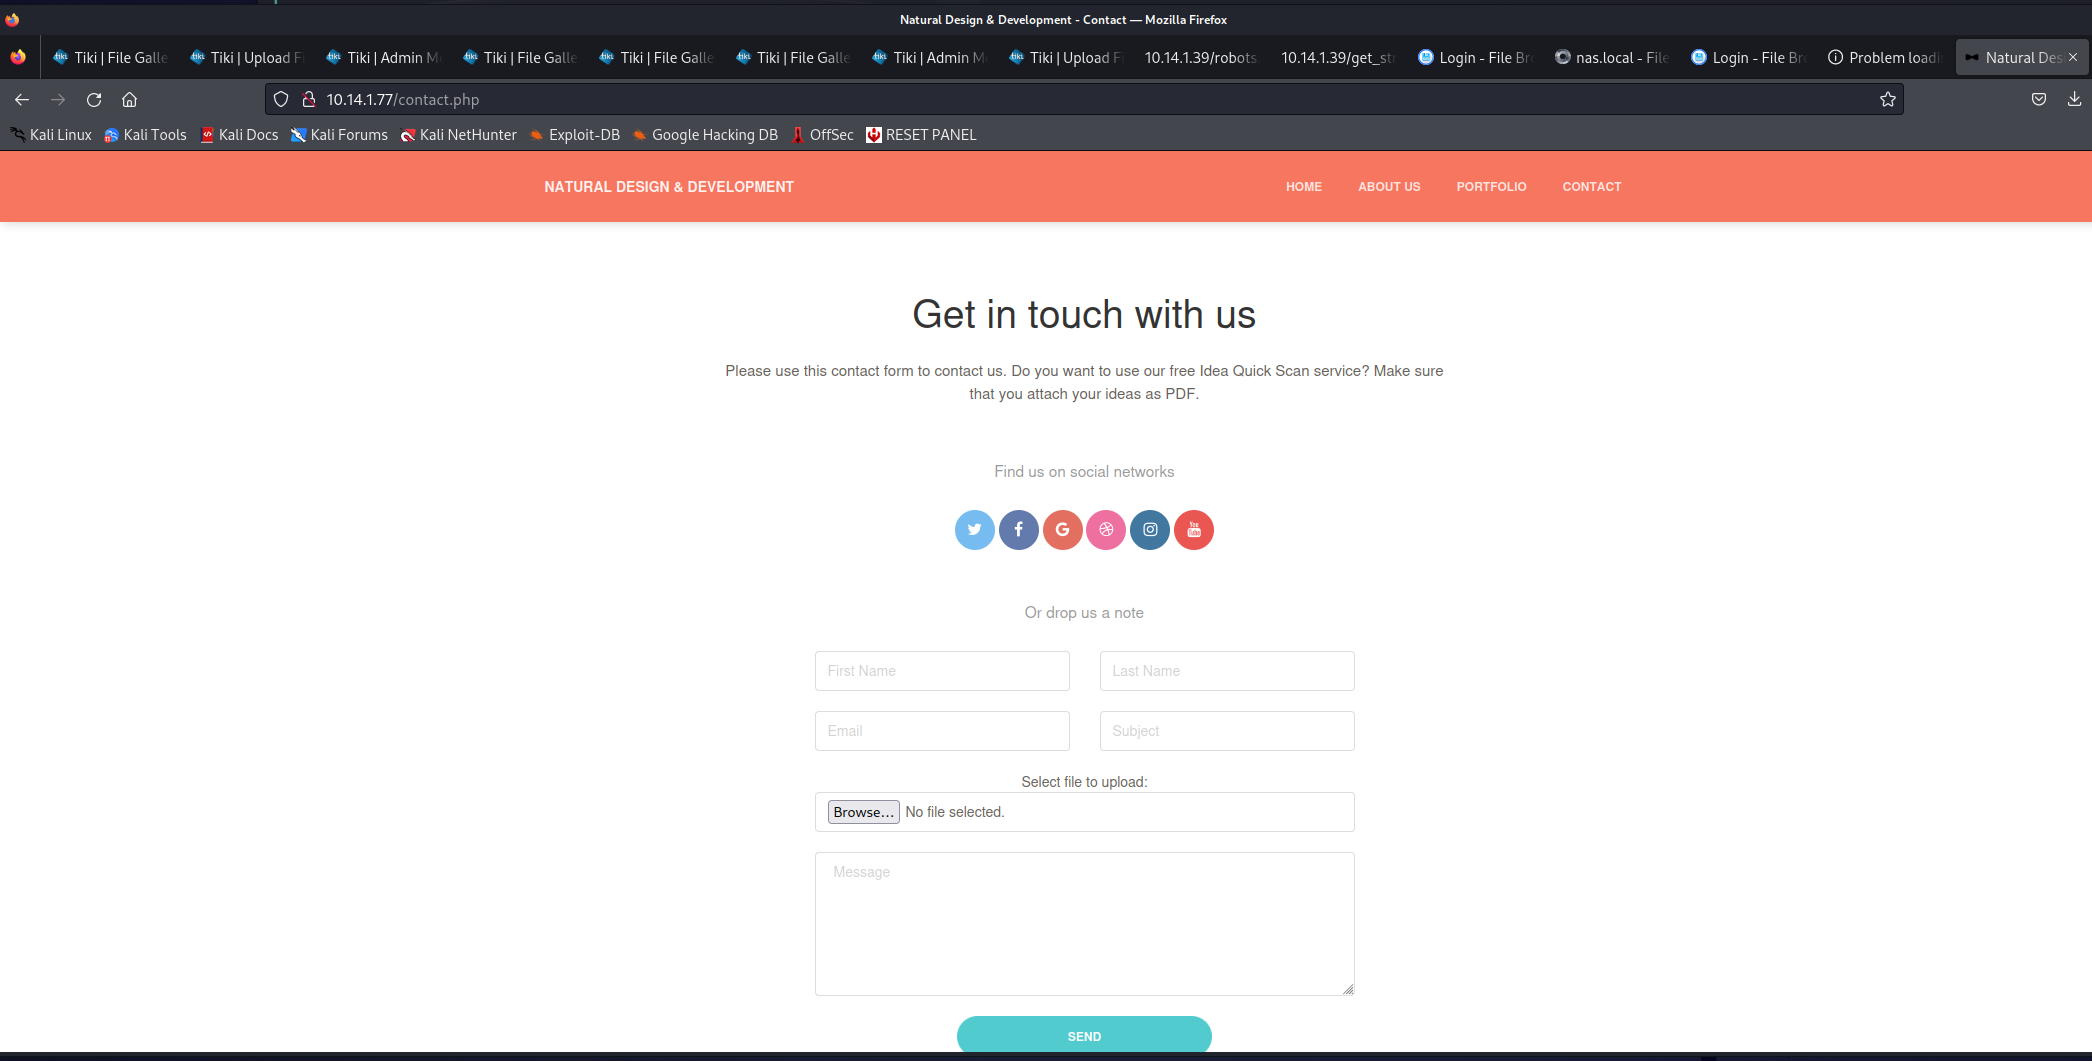 Natural Design & Development - Contact — Mozilla Firefox
Tiki | File Galle
Tiki | Upload Fi
Tiki | Admin M
Tiki | File Galle
Tiki | File Galle
Tiki | File Galle
Tiki | Admin M
Tiki | Upload Fi
10.14.1.39/robots
10.14.1.39/get_st
Login - File Br
nas.local - File
Login - File Br
Problem loadi
Natural Des
10.14.1.77/contact.php
Kali Linux
Kali Tools
Kali Docs
Kali Forums
Kali NetHunter
Exploit-DB
Google Hacking DB
OffSec
RESET PANEL
NATURAL DESIGN & DEVELOPMENT
HOME
ABOUT US
PORTFOLIO
CONTACT
Get in touch with us
Please use this contact form to contact us. Do you want to use our free Idea Quick Scan service? Make sure
that you attach your ideas as PDF.
Find us on social networks
You
Tube
Or drop us a note
First Name
Last Name
Email
Subject
Select file to upload:
Browse... No file selected.
Message
SEND